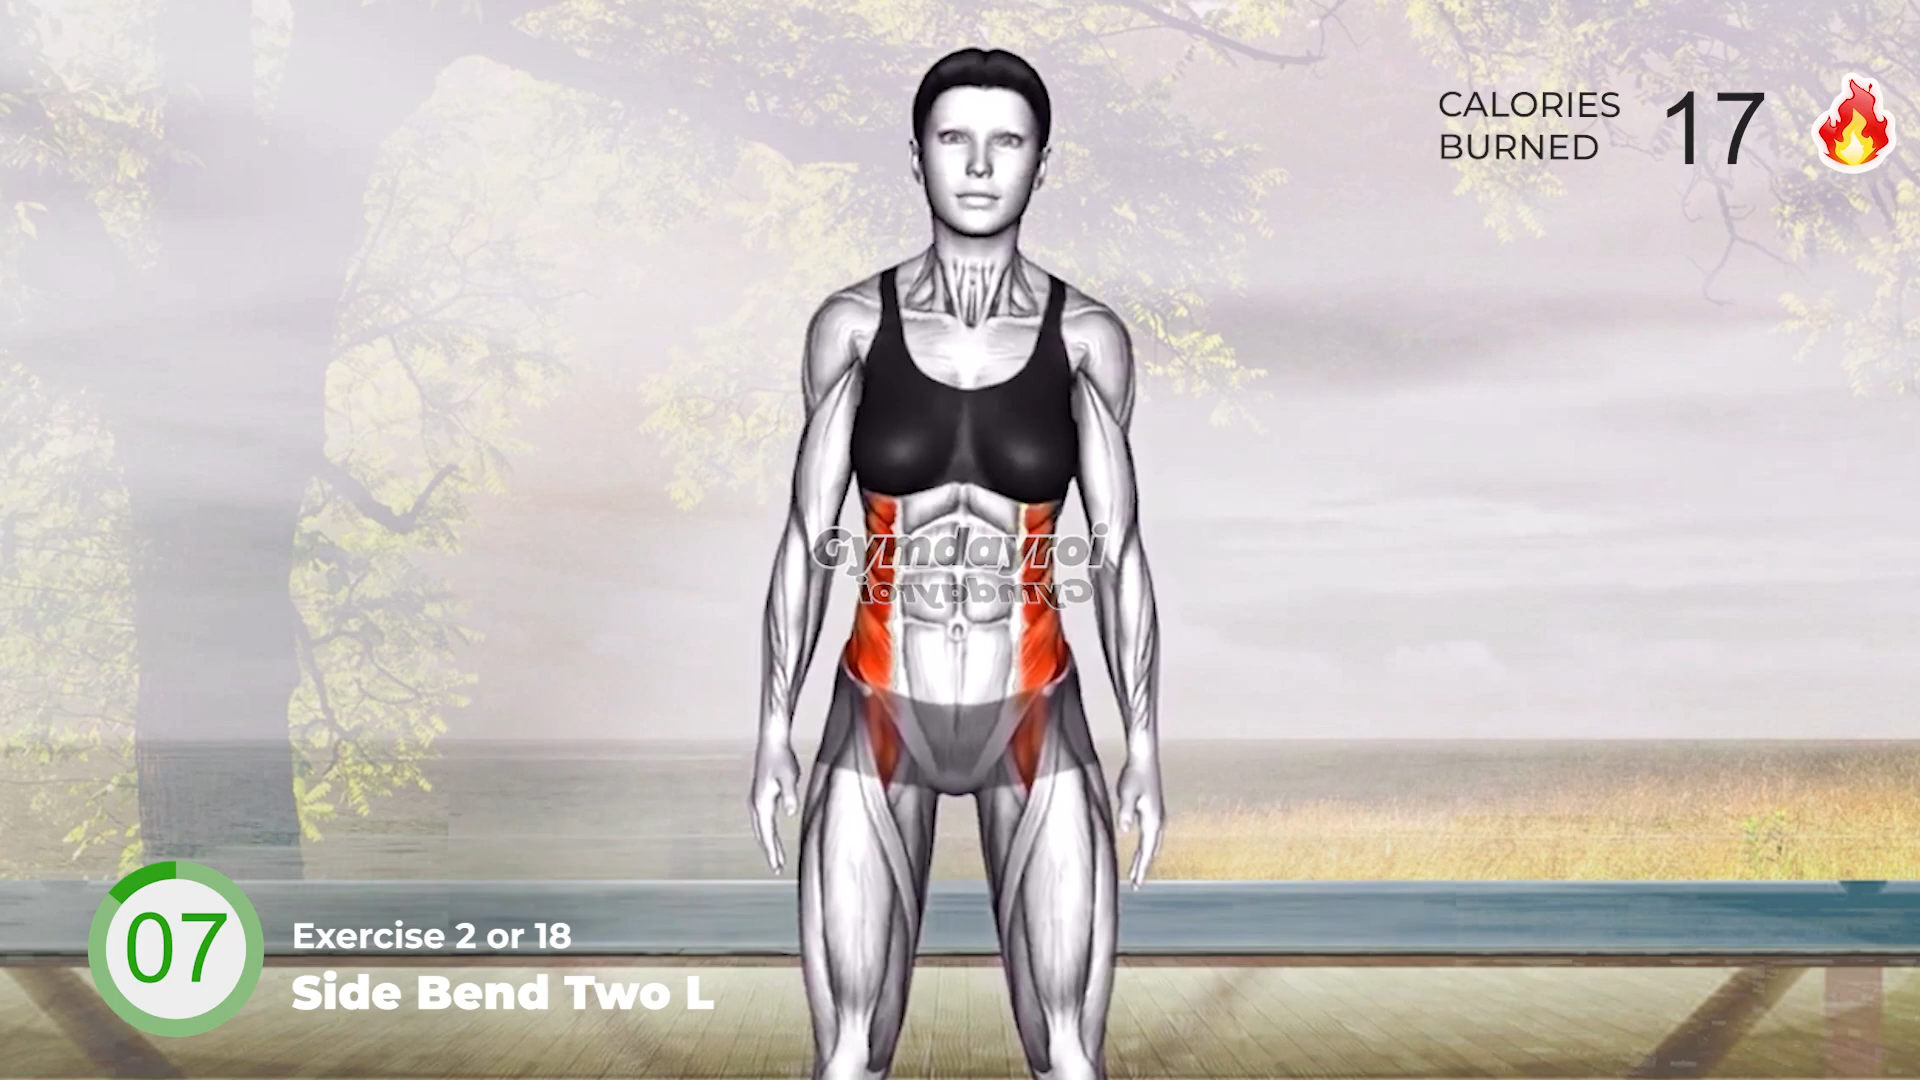 CALORIES
BURNED
17
Gymdayroi
Gymdayroi
07
Exercise 2 or 18
Side Bend Two L